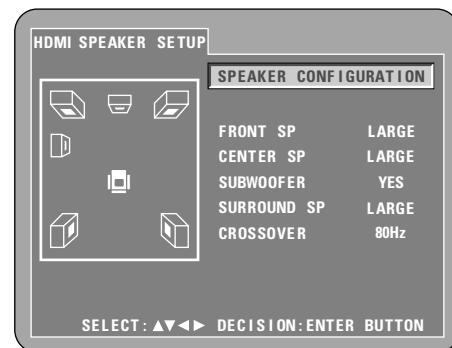 HDMI SPEAKER SETUP
SPEAKER CONFIGURATION
FRONT SP LARGE
CENTER SP LARGE
SUBWOOFER YES
SURROUND SP LARGE
CROSSOVER 80Hz
SELECT:▲▼◄► DECISION:ENTER BUTTON